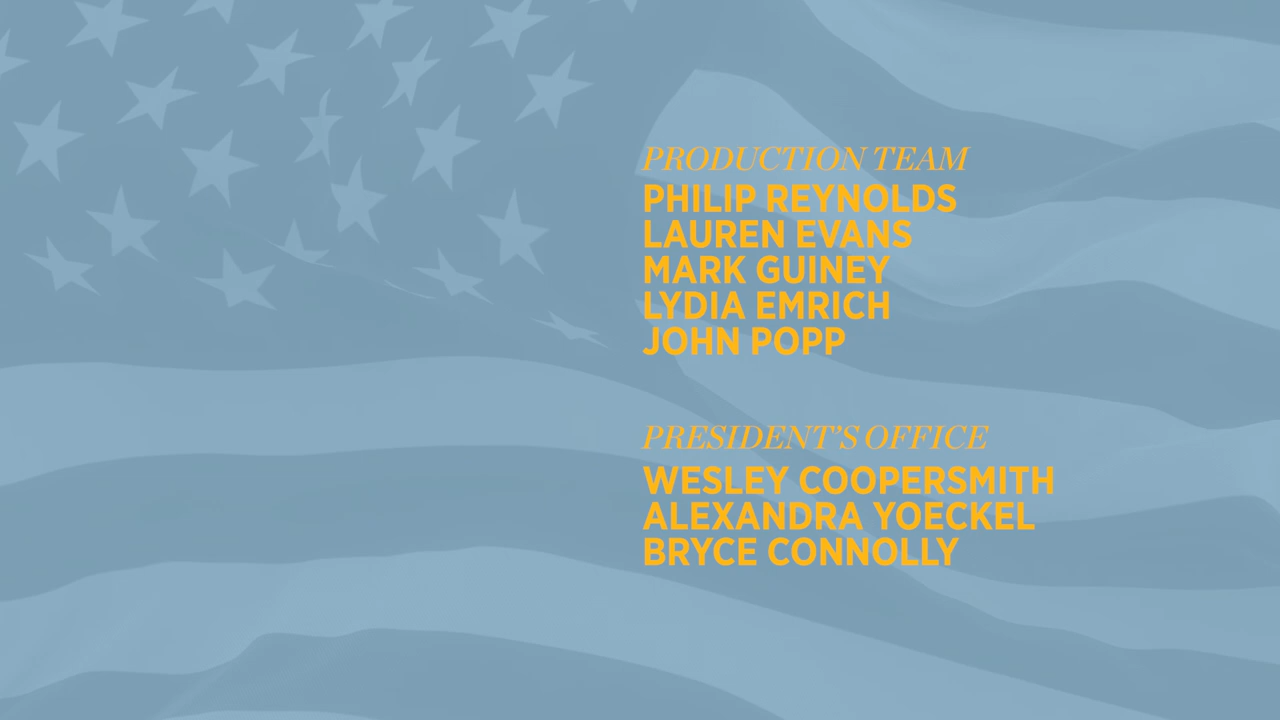 PRODUCTION TEAM
PHILIP REYNOLDS
LAUREN EVANS
MARK GUINEY
LYDIA EMRICH
JOHN POPP
PRESIDENT'S OFFICE
WESLEY COOPERSMITH
ALEXANDRA YOECKEL
BRYCE CONNOLLY